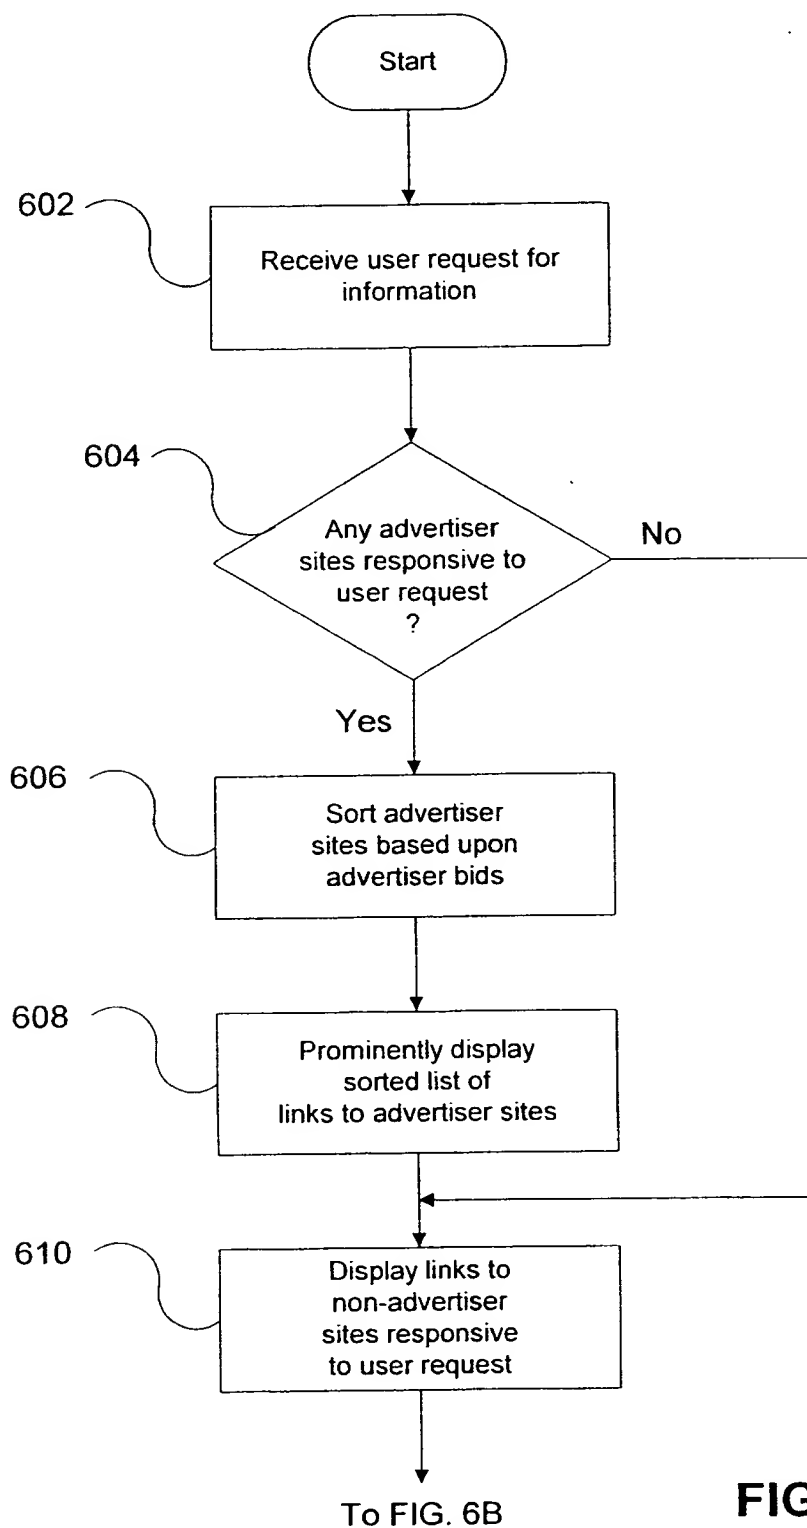 Start
602
Receive user request for
information
604
Any advertiser
sites responsive to
user request
?
No
Yes
606
Sort advertiser
sites based upon
advertiser bids
608
Prominently display
sorted list of
links to advertiser sites
610
Display links to
non-advertiser
sites responsive
to user request
To FIG. 6B
FIG